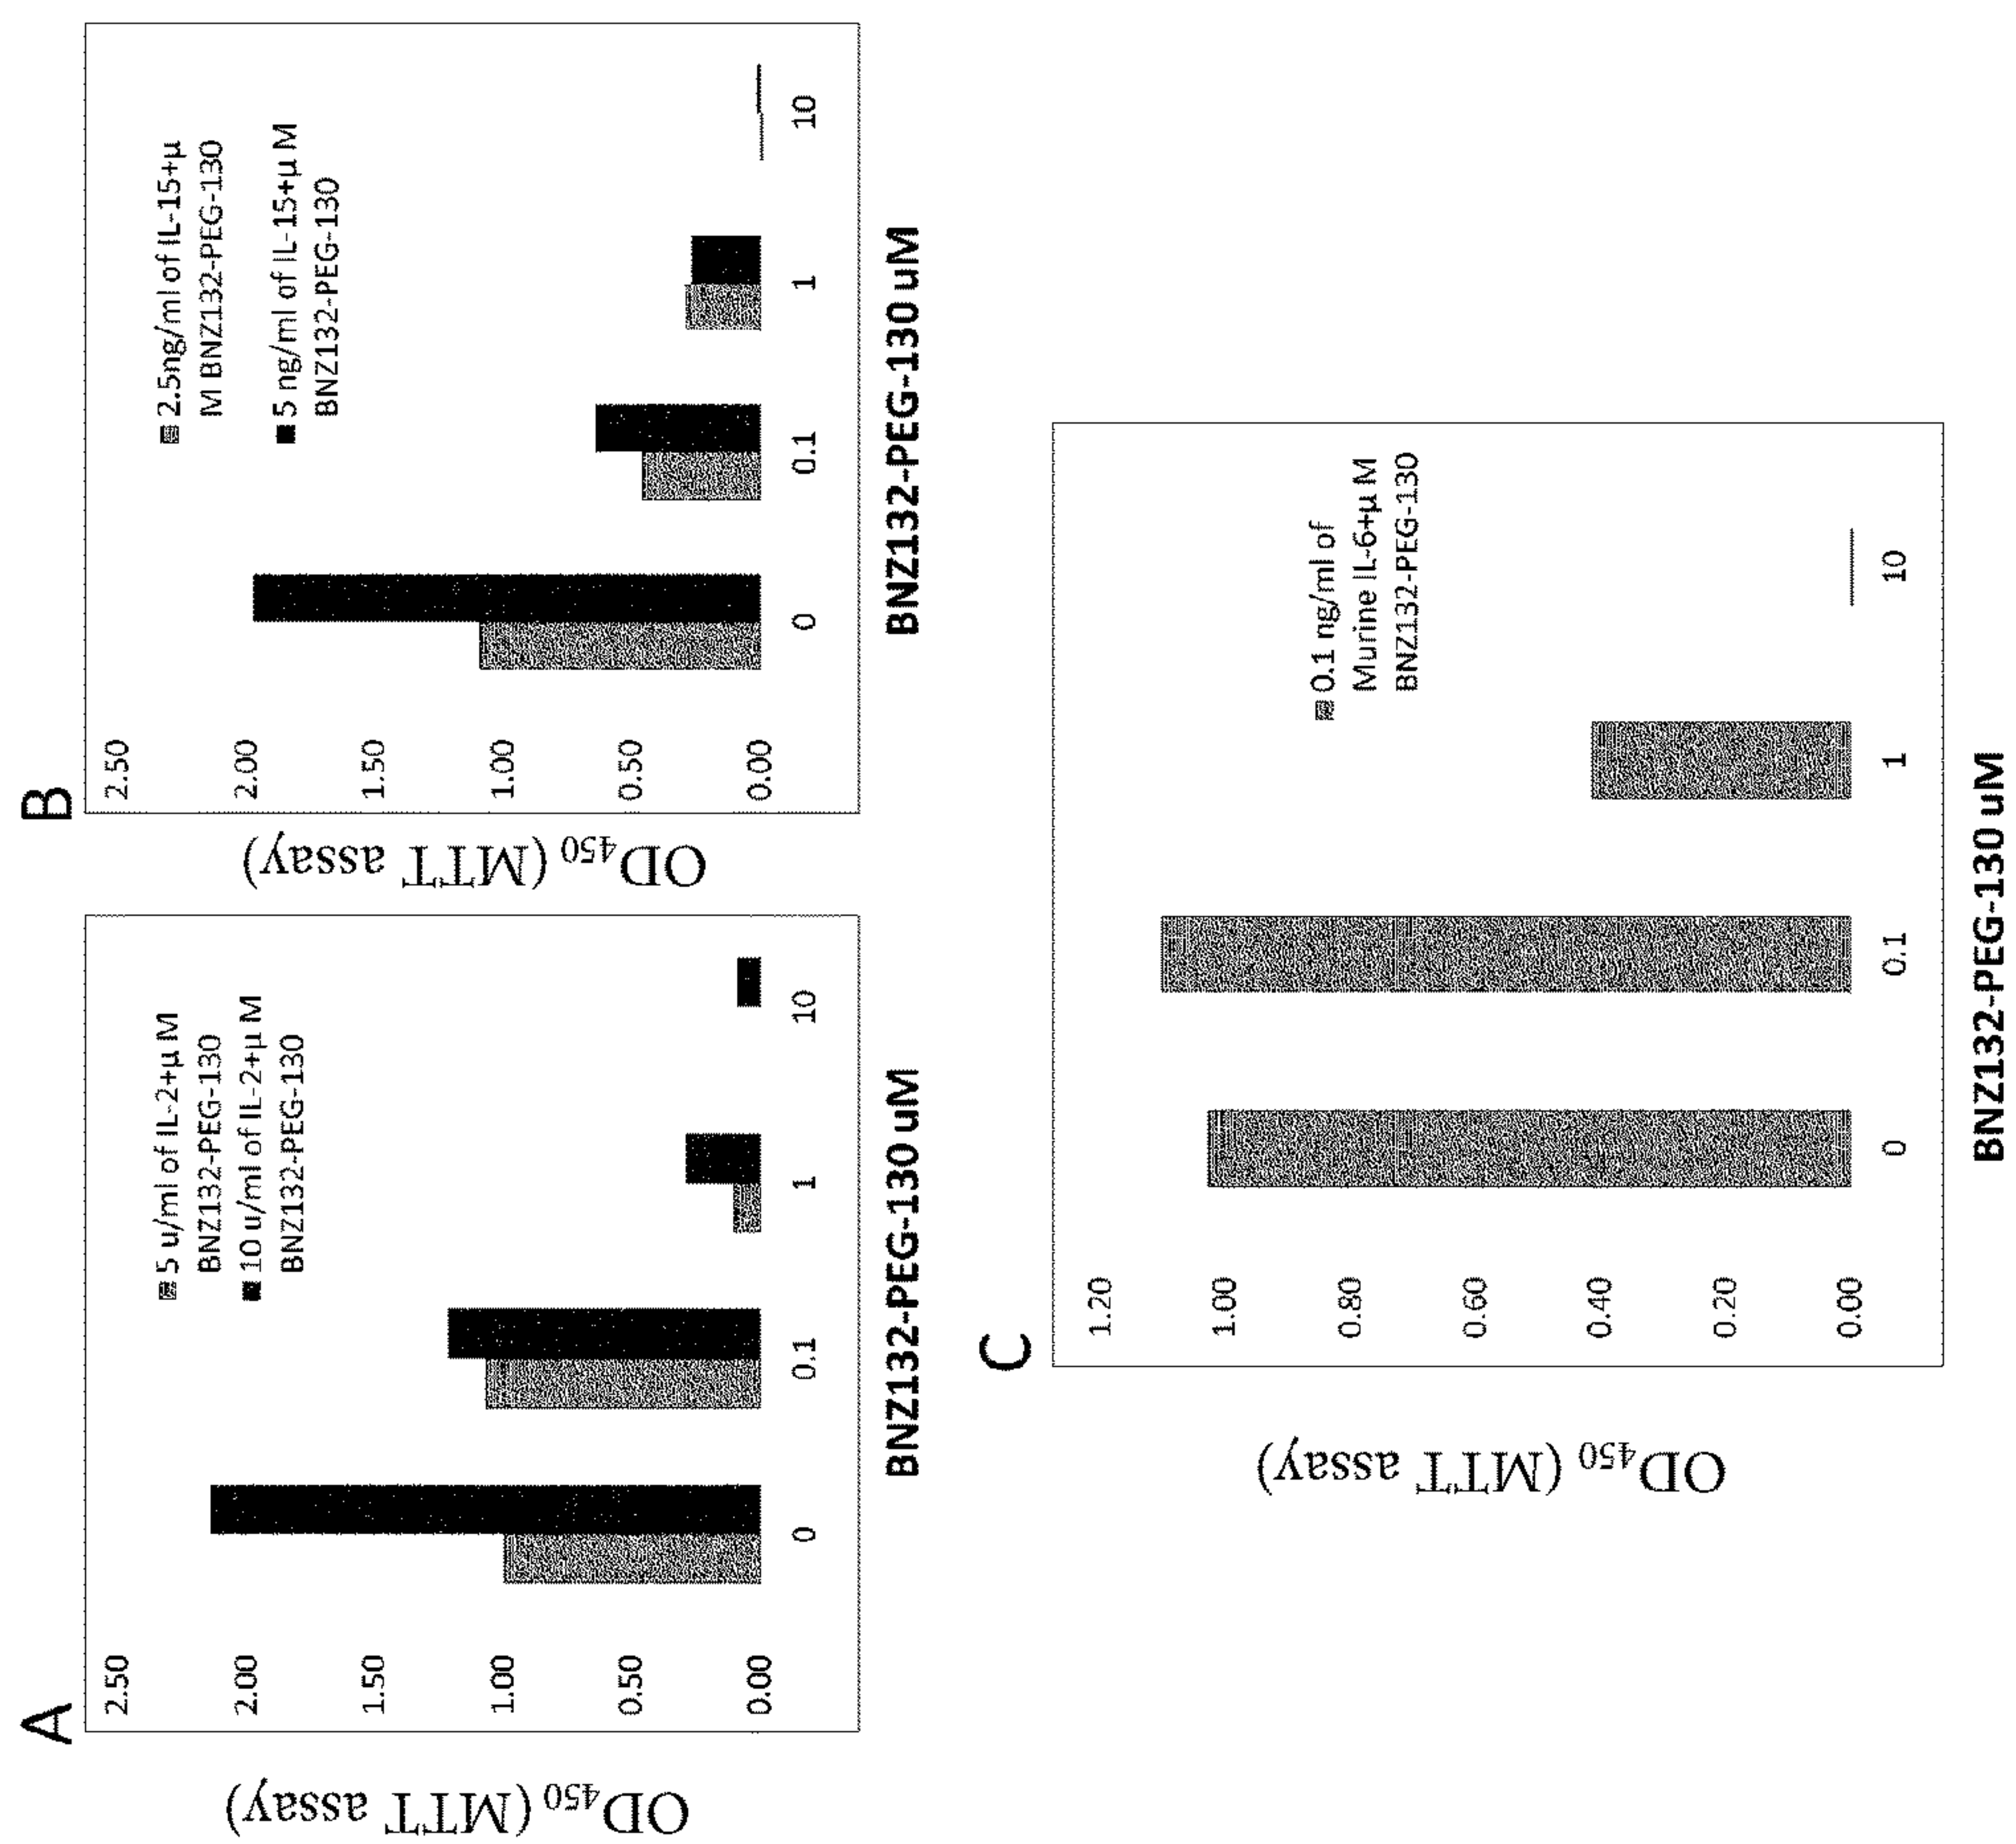 A
OD450 (MTT assay)
2.50
2.00
1.50
1.00
0.50
0.00
5 u/ml of IL-2+µ M
BNZ132-PEG-130
10 u/ml of IL-2+µ M
BNZ132-PEG-130
0
0.1
1
10
BNZ132-PEG-130 uM
B
OD450 (MTT assay)
2.50
2.00
1.50
1.00
0.50
0.00
2.5ng/ml of IL-15+µ
M BNZ132-PEG-130
5 ng/ml of IL-15+µ M
BNZ132-PEG-130
0
0.1
1
10
BNZ132-PEG-130 uM
C
OD450 (MTT assay)
1.20
1.00
0.80
0.60
0.40
0.20
0.00
0.1 ng/ml of
Murine IL-6+µ M
BNZ132-PEG-130
0
0.1
1
10
BNZ132-PEG-130 uM